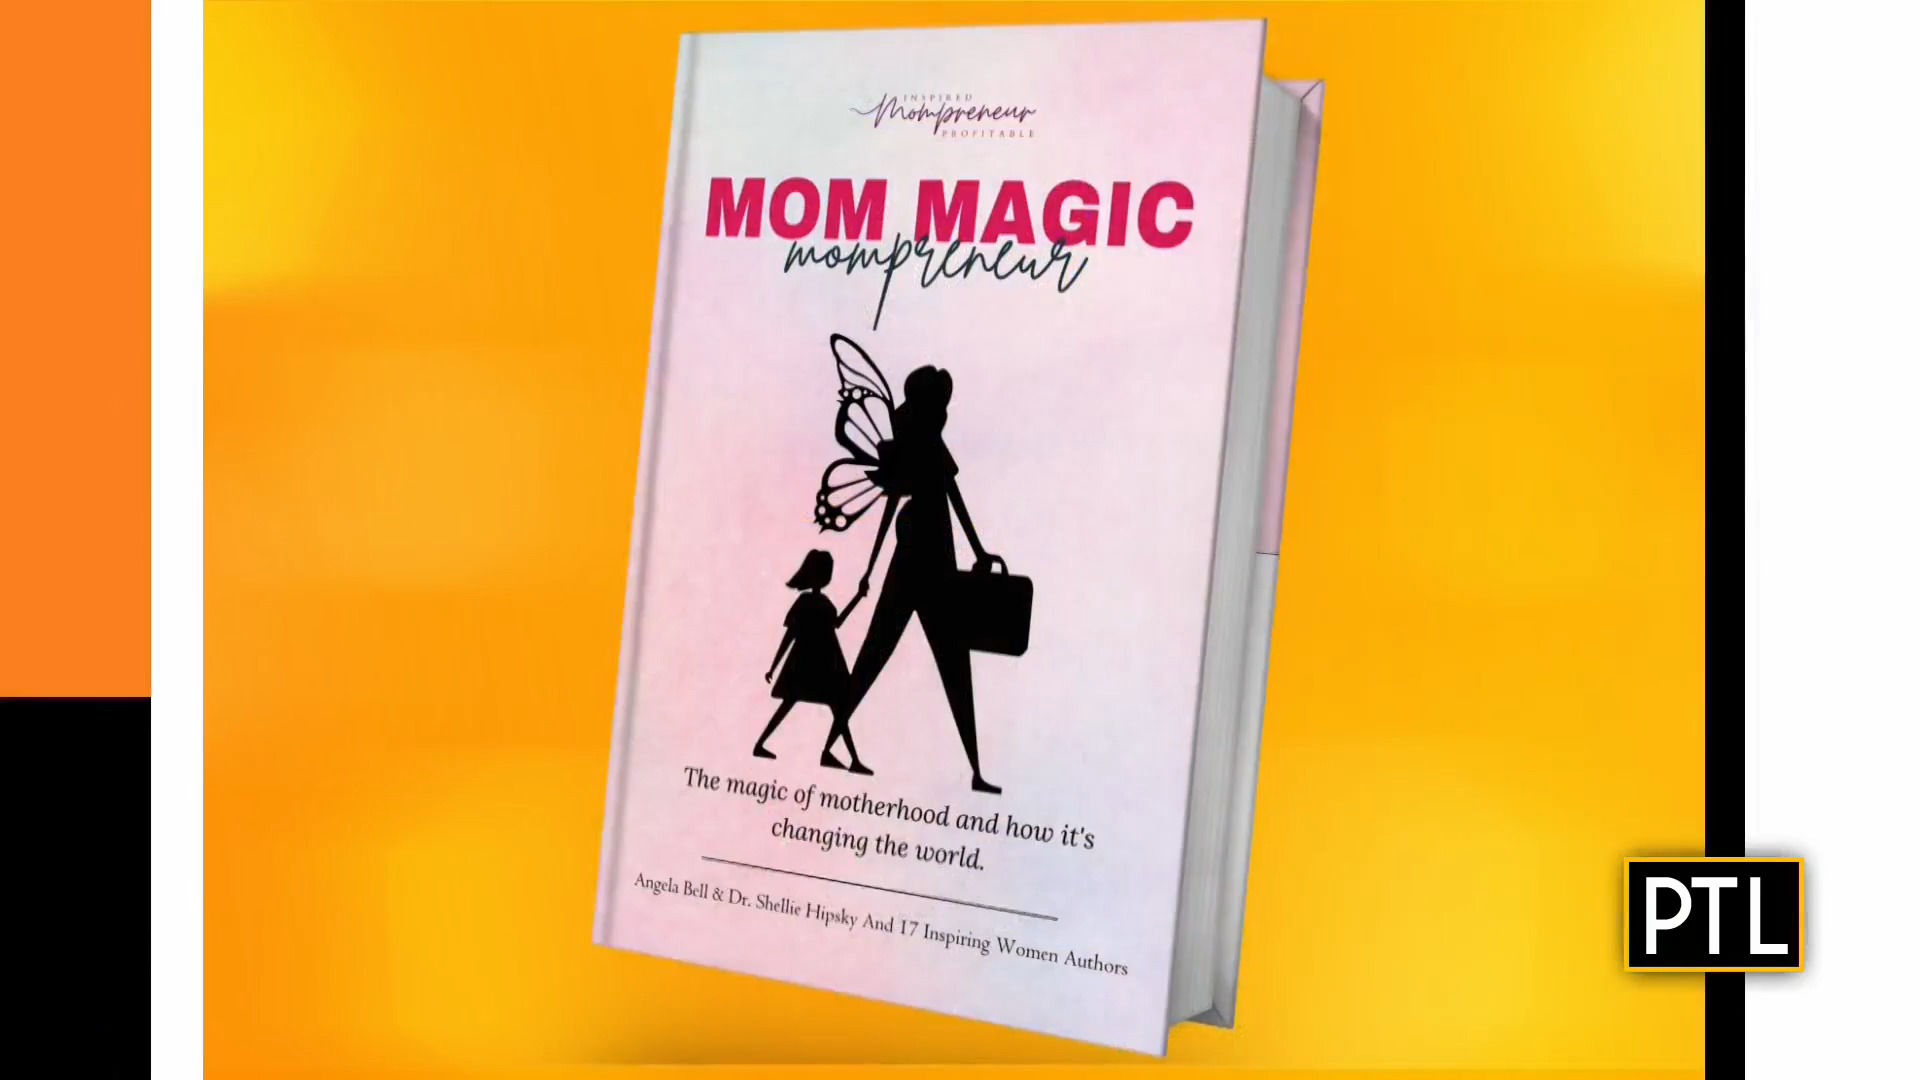 INSPIRED
Mompreneur
PROFITABLE
MOM MAGIC
mompreneur
The magic of motherhood and how it's
changing the world.
Angela Bell & Dr. Shellie Hipsky And 17 Inspiring Women Authors
PTL